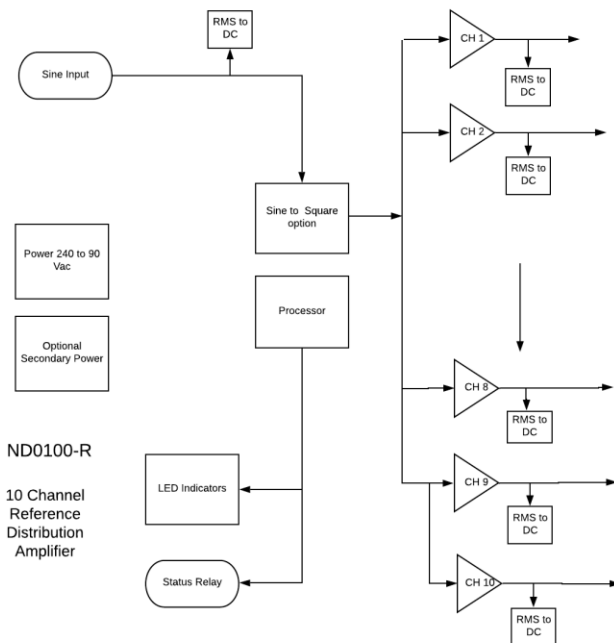 RMS to
DC
Sine Input
CH 1
RMS to
DC
CH 2
RMS to
DC
Sine to Square
option
Power 240 to 90
Vac
Processor
Optional
Secondary Power
CH 8
RMS to
DC
ND0100-R
10 Channel
Reference
Distribution
Amplifier
LED Indicators
CH 9
RMS to
DC
Status Relay
CH 10
RMS to
DC